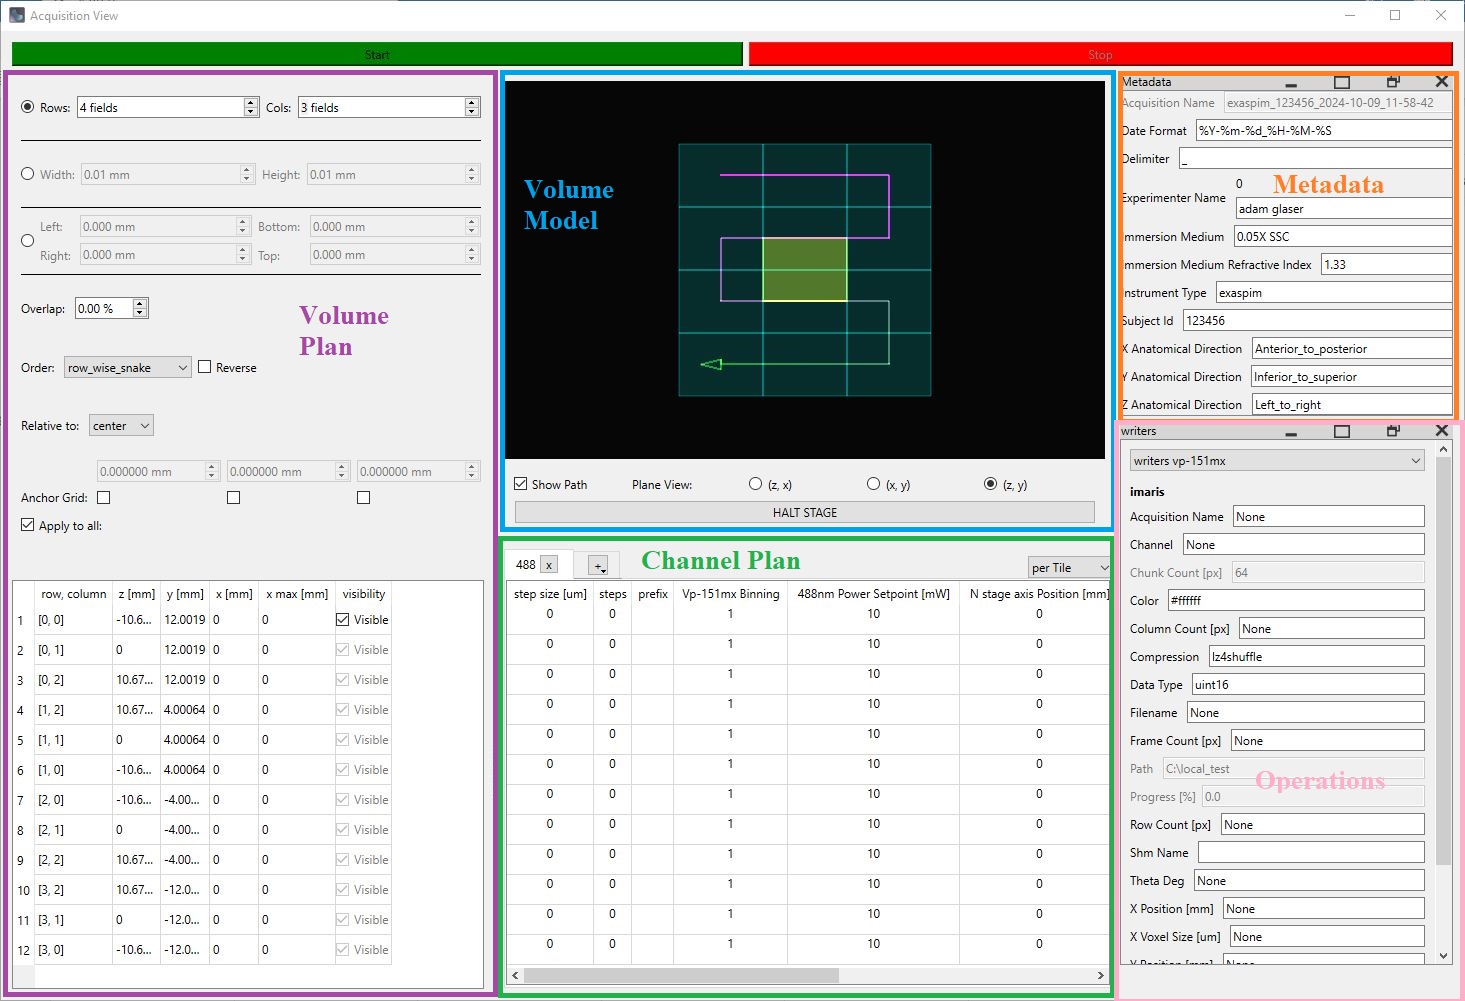 Acquisition View
Start
Stop
Rows: 4 fields Cols: 3 fields
Width: 0.01 mm Height: 0.01 mm
Left: 0.000 mm Bottom: 0.000 mm
Right: 0.000 mm Top: 0.000 mm
Overlap: 0.00 %
Volume
Plan
Order: row_wise_snake Reverse
Relative to: center
0.000000 mm 0.000000 mm 0.000000 mm
Anchor Grid:
Apply to all:
row, column z [mm] y [mm] x [mm] x max [mm] visibility
1 [0, 0] -10.6... 12.0019 0 0 Visible
2 [0, 1] 0 12.0019 0 0 Visible
3 [0, 2] 10.67... 12.0019 0 0 Visible
4 [1, 2] 10.67... 4.00064 0 0 Visible
5 [1, 1] 0 4.00064 0 0 Visible
6 [1, 0] -10.6... 4.00064 0 0 Visible
7 [2, 0] -10.6... -4.00... 0 0 Visible
8 [2, 1] 0 -4.00... 0 0 Visible
9 [2, 2] 10.67... -4.00... 0 0 Visible
10 [3, 2] 10.67... -12.0... 0 0 Visible
11 [3, 1] 0 -12.0... 0 0 Visible
12 [3, 0] -10.6... -12.0... 0 0 Visible
Volume
Model
Show Path Plane View: (z, x) (x, y) (z, y)
HALT STAGE
488 x + Channel Plan per Tile
step size [um] steps prefix Vp-151mx Binning 488nm Power Setpoint [mW] N stage axis Position [mm]
0 0 1 10 0
0 0 1 10 0
0 0 1 10 0
0 0 1 10 0
0 0 1 10 0
0 0 1 10 0
0 0 1 10 0
0 0 1 10 0
0 0 1 10 0
0 0 1 10 0
0 0 1 10 0
0 0 1 10 0
Metadata
Acquisition Name exaspim_123456_2024-10-09_11-58-42
Date Format %Y-%m-%d_%H-%M-%S
Delimiter _
0
Metadata
Experimenter Name adam glaser
Immersion Medium 0.05X SSC
Immersion Medium Refractive Index 1.33
Instrument Type exaspim
Subject Id 123456
X Anatomical Direction Anterior_to_posterior
Y Anatomical Direction Inferior_to_superior
Z Anatomical Direction Left_to_right
writers
writers vp-151mx
imaris
Acquisition Name None
Channel None
Chunk Count [px] 64
Color #ffffff
Column Count [px] None
Compression lz4shuffle
Data Type uint16
Filename None
Frame Count [px] None
Path C:\local_test
Operations
Progress [%] 0.0
Row Count [px] None
Shm Name
Theta Deg None
X Position [mm] None
X Voxel Size [um] None
Y Position [mm] None